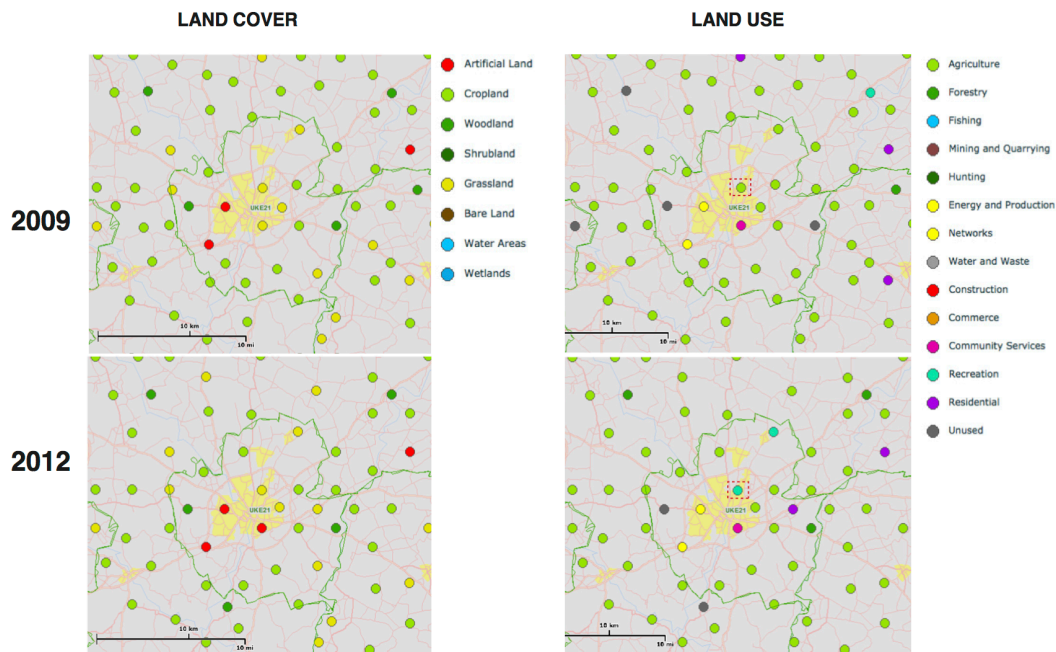 LAND COVER
LAND USE
2009
UKE21
10 km
10 mi
Artificial Land
Cropland
Woodland
Shrubland
Grassland
Bare Land
Water Areas
Wetlands
UKE21
10 km
10 mi
Agriculture
Forestry
Fishing
Mining and Quarrying
Hunting
Energy and Production
Networks
Water and Waste
Construction
Commerce
Community Services
Recreation
Residential
Unused
2012
UKE21
10 km
10 mi
UKE21
10 km
10 mi